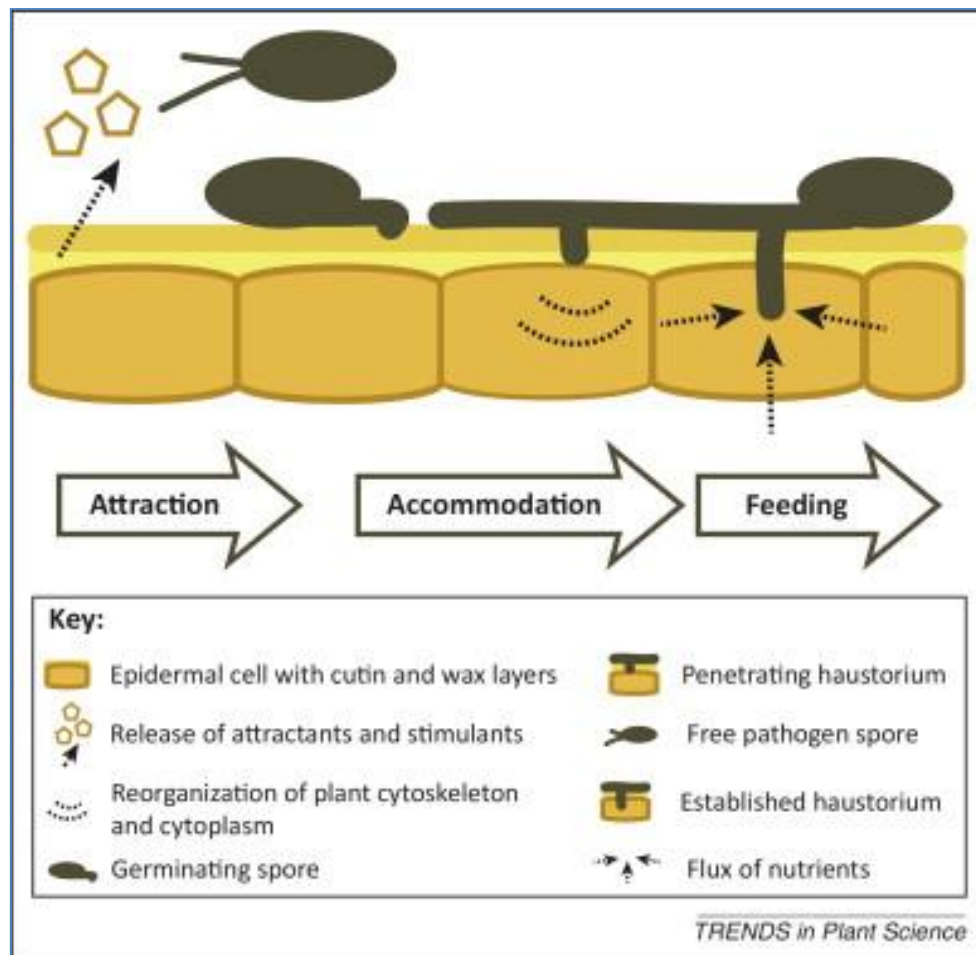 Attraction
Accommodation
Feeding
Key:
Epidermal cell with cutin and wax layers
Release of attractants and stimulants
Reorganization of plant cytoskeleton
and cytoplasm
Germinating spore
Penetrating haustorium
Free pathogen spore
Established haustorium
Flux of nutrients
TRENDS in Plant Science